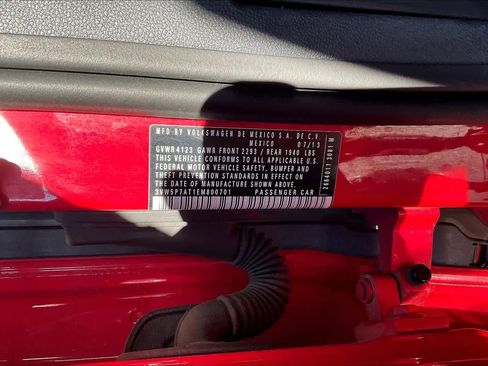 MFD BY VOLKSWAGEN DE MEXICO S.A. DE C.V.
MEXICO 07/13
GVWR 4123 GAWR FRONT 2293 / REAR 1940 LBS
THIS VEHICLE CONFORMS TO ALL APPLICABLE
FEDERAL MOTOR VEHICLE SAFETY, BUMPER AND
THEFT PREVENTION STANDARDS IN EFFECT ON
THE DATE OF MANUFACTURE SHOWN ABOVE.
3VW5P7AT1EM800701 PASSENGER CAR
2464011 3081 M